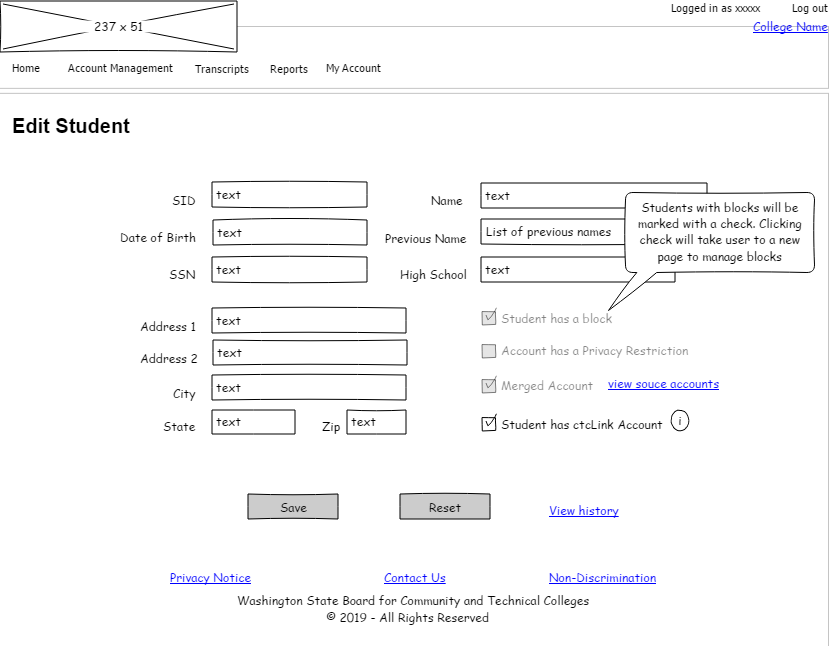 Logged in as xxxxx Log out
237 x 51
College Name
Home Account Management Transcripts Reports My Account
Edit Student
SID text Name text
Date of Birth text Previous Name List of previous names
SSN text High School text
Students with blocks will be
marked with a check. Clicking
check will take user to a new
page to manage blocks
Address 1 text Student has a block
Address 2 text Account has a Privacy Restriction
City text Merged Account view souce accounts
State text Zip text Student has ctcLink Account i
Save Reset View history
Privacy Notice Contact Us Non-Discrimination
Washington State Board for Community and Technical Colleges
© 2019 - All Rights Reserved